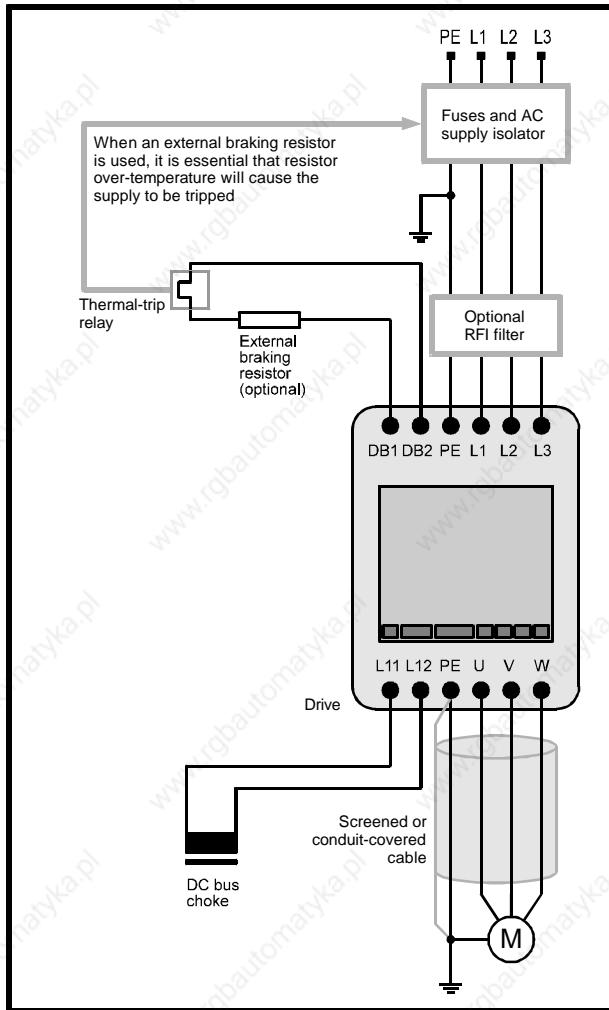 PE L1 L2 L3
Fuses and AC
supply isolator
When an external braking resistor
is used, it is essential that resistor
over-temperature will cause the
supply to be tripped
Thermal-trip
relay
External
braking
resistor
(optional)
Optional
RFI filter
DB1 DB2 PE L1 L2 L3
L11 L12 PE U V W
Drive
Screened or
conduit-covered
cable
DC bus
choke
M
www.rgbautomatyka.pl